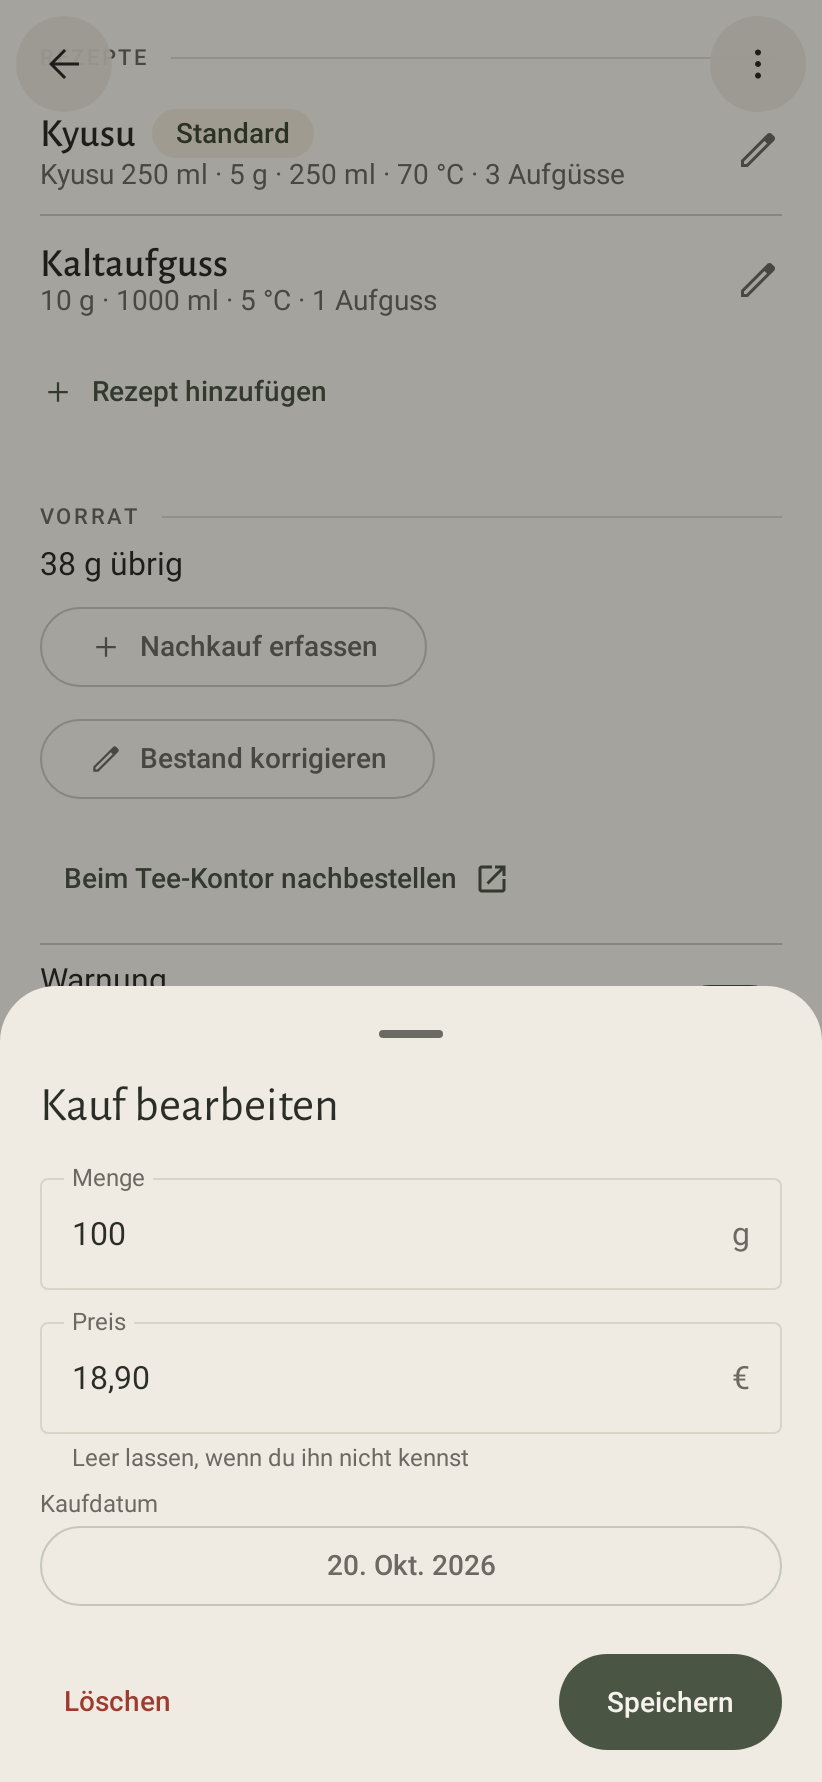 REZEPTE
Kyusu
Standard
Kyusu 250 ml · 5 g · 250 ml · 70 °C · 3 Aufgüsse
Kaltaufguss
10 g · 1000 ml · 5 °C · 1 Aufguss
Rezept hinzufügen
VORRAT
38 g übrig
Nachkauf erfassen
Bestand korrigieren
Beim Tee-Kontor nachbestellen
Warnung
Kauf bearbeiten
Menge
100 g
Preis
18,90 €
Leer lassen, wenn du ihn nicht kennst
Kaufdatum
20. Okt. 2026
Löschen
Speichern